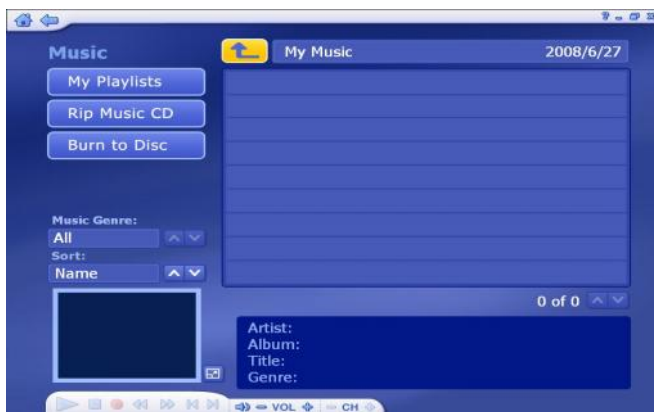 Music
My Music 2008/6/27
My Playlists
Rip Music CD
Burn to Disc
Music Genre:
All
Sort:
Name
0 of 0
Artist:
Album:
Title:
Genre:
VOL CH